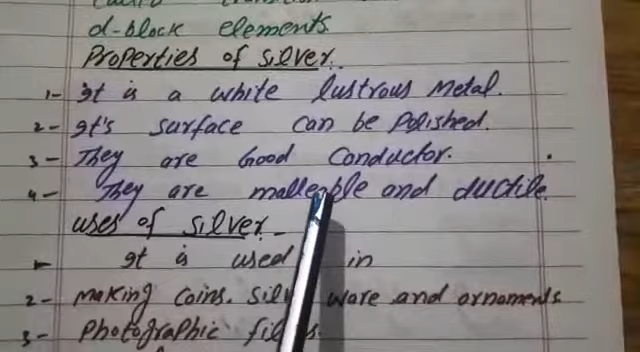 d-block elements.
Properties of silver.
1- It is a white lustrous metal.
2- It's surface can be Polished.
3- They are Good Conductor.
4- They are malleable and ductile.
uses of silver -
1- It is used in
2- making Coins. Silver ware and ornaments
3- Photographic films.